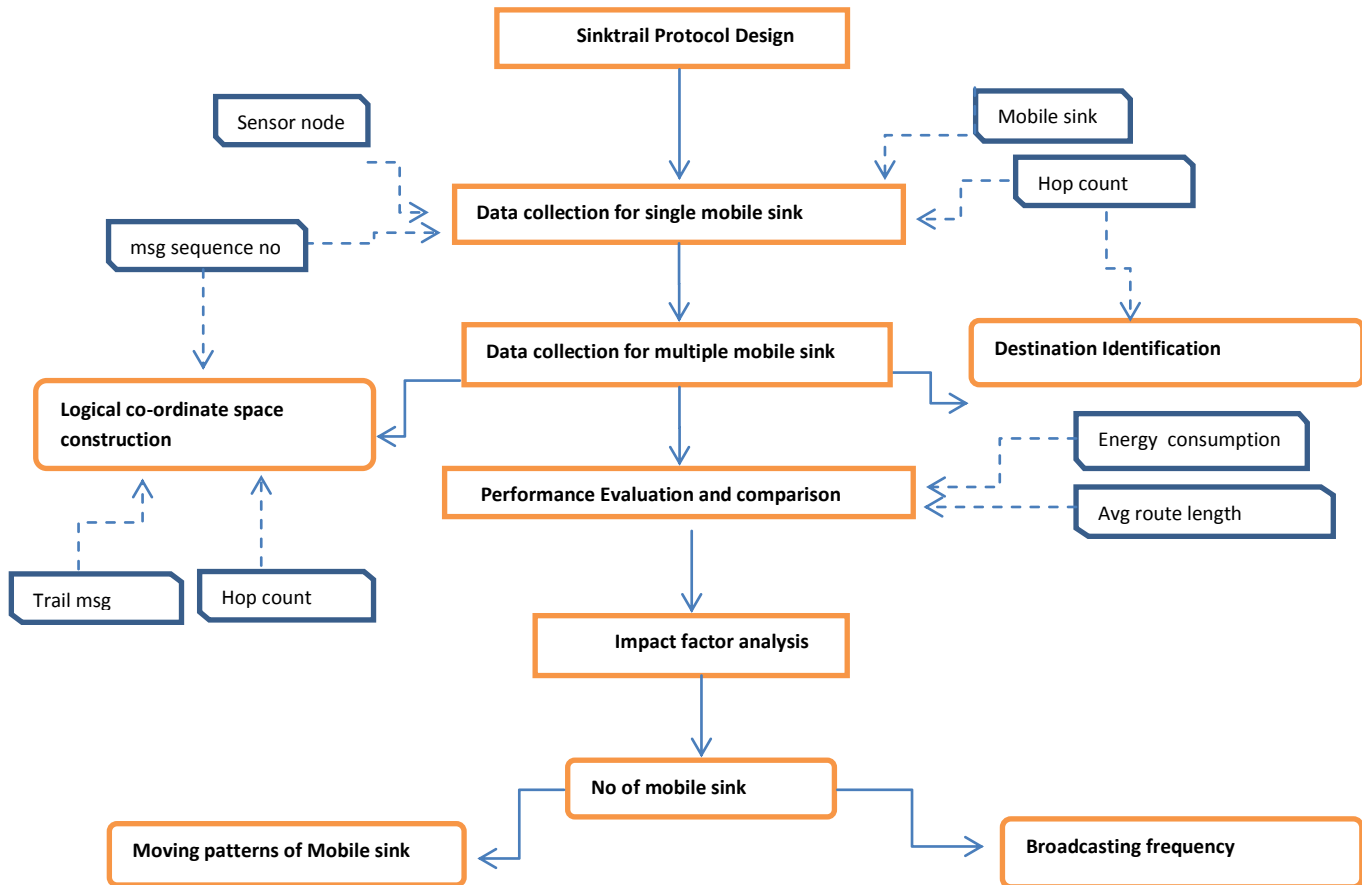 Sinktrail Protocol Design
Sensor node
Mobile sink
Hop count
Data collection for single mobile sink
msg sequence no
Data collection for multiple mobile sink
Destination Identification
Logical co-ordinate space
construction
Energy consumption
Performance Evaluation and comparison
Avg route length
Trail msg
Hop count
Impact factor analysis
No of mobile sink
Moving patterns of Mobile sink
Broadcasting frequency